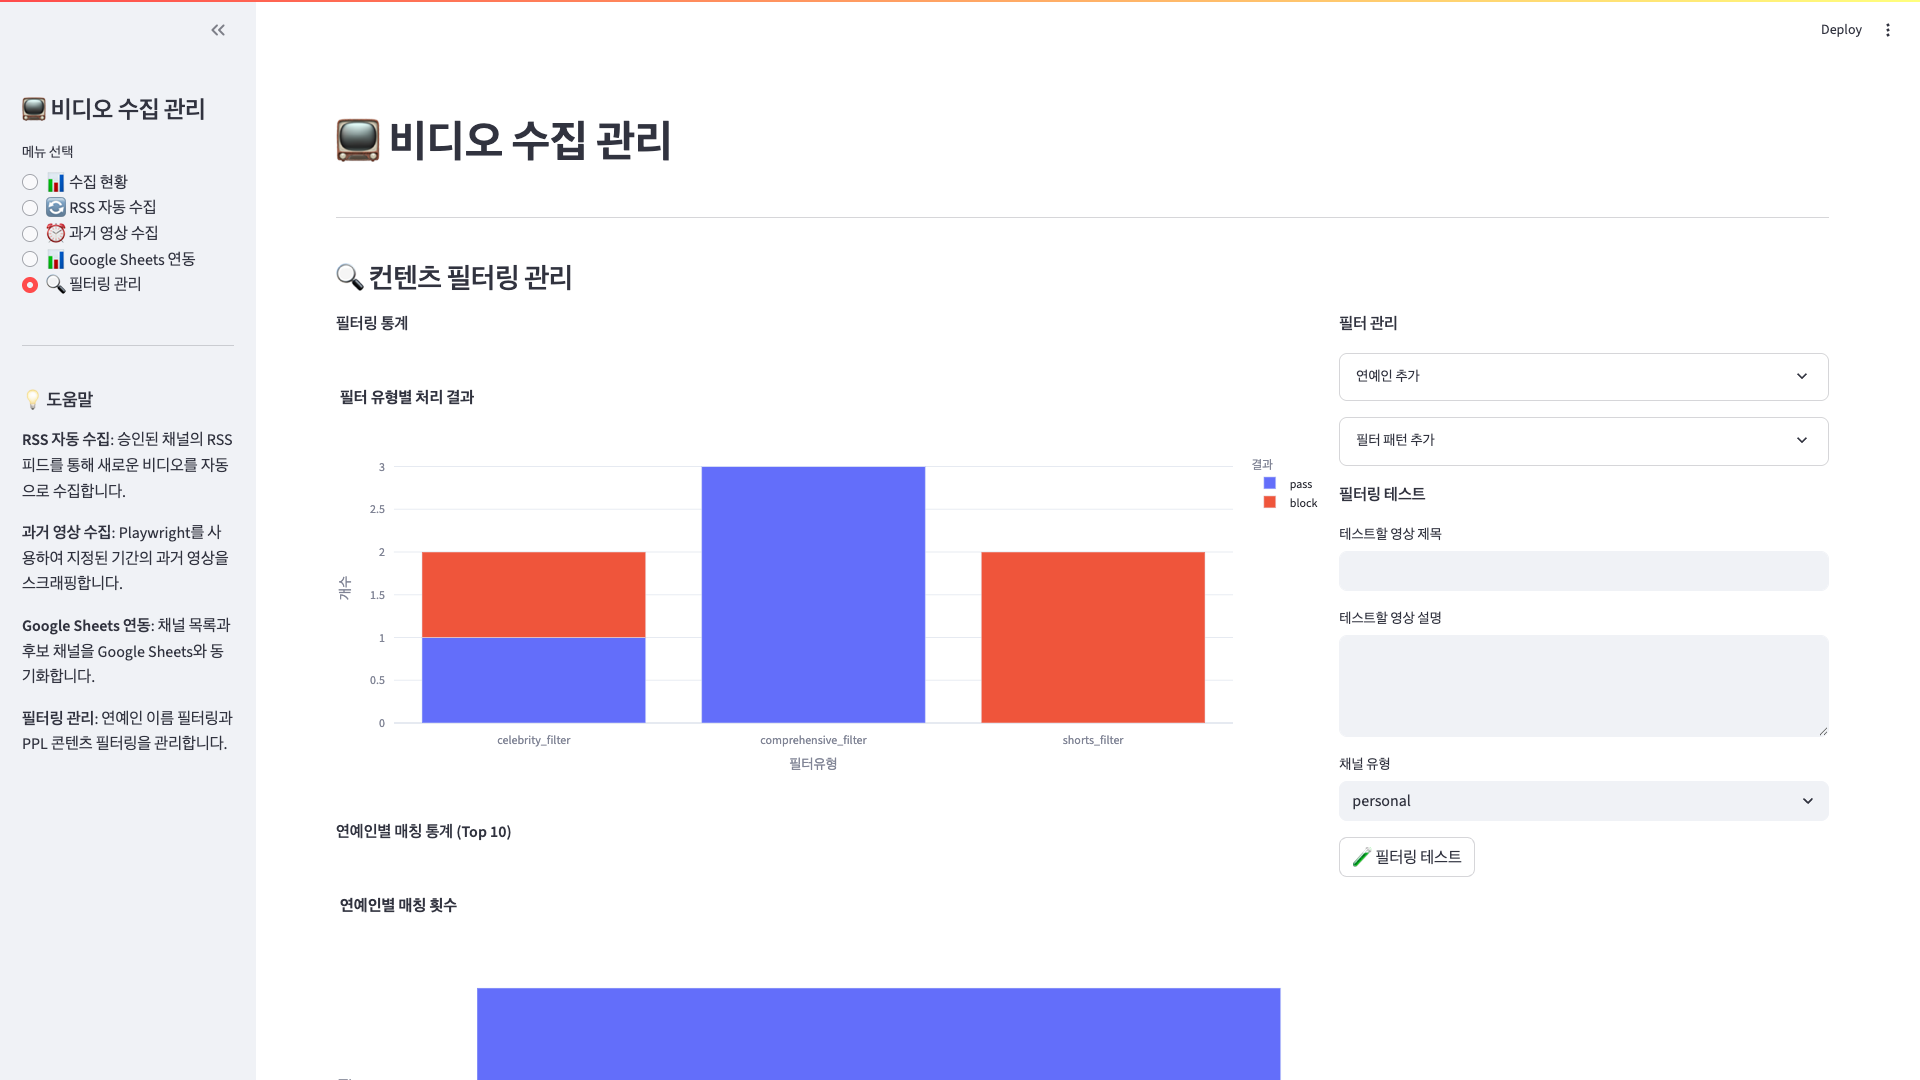 Deploy
비디오 수집 관리
메뉴 선택
수집 현황
RSS 자동 수집
과거 영상 수집
Google Sheets 연동
필터링 관리
도움말
RSS 자동 수집: 승인된 채널의 RSS
피드를 통해 새로운 비디오를 자동
으로 수집합니다.
과거 영상 수집: Playwright를 사
용하여 지정된 기간의 과거 영상을
스크래핑합니다.
Google Sheets 연동: 채널 목록과
후보 채널을 Google Sheets와 동
기화합니다.
필터링 관리: 연예인 이름 필터링과
PPL 콘텐츠 필터링을 관리합니다.
비디오 수집 관리
컨텐츠 필터링 관리
필터링 통계
필터 유형별 처리 결과
3
2.5
2
1.5
1
0.5
0
개수
celebrity_filter
comprehensive_filter
shorts_filter
필터유형
결과
pass
block
연예인별 매칭 통계 (Top 10)
연예인별 매칭 횟수
필터 관리
연예인 추가
필터 패턴 추가
필터링 테스트
테스트할 영상 제목
테스트할 영상 설명
채널 유형
personal
필터링 테스트